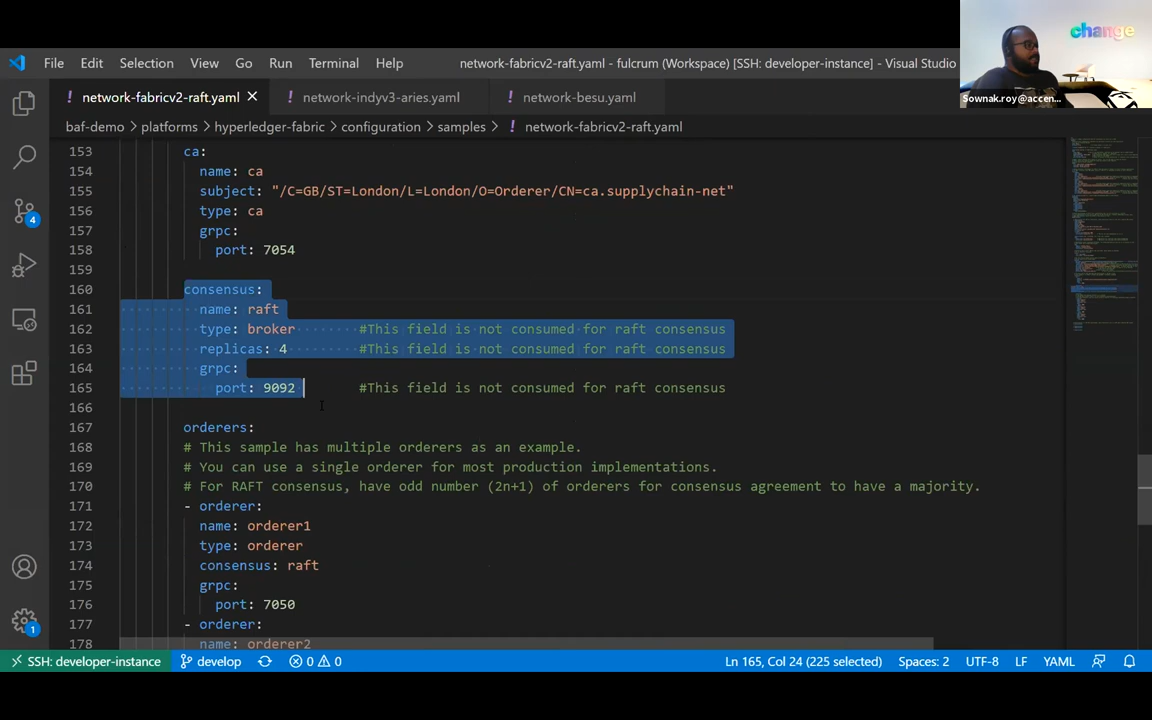 change
File Edit Selection View Go Run Terminal Help network-fabricv2-raft.yaml - fulcrum (Workspace) [SSH: developer-instance] - Visual Studio
Sownak.roy@accen...
! network-fabricv2-raft.yaml ! network-indyv3-aries.yaml ! network-besu.yaml
baf-demo > platforms > hyperledger-fabric > configuration > samples > ! network-fabricv2-raft.yaml
153 ca:
154 name: ca
155 subject: "/C=GB/ST=London/L=London/O=Orderer/CN=ca.supplychain-net"
156 type: ca
157 grpc:
158 port: 7054
159
160 consensus:
161 name: raft
162 type: broker #This field is not consumed for raft consensus
163 replicas: 4 #This field is not consumed for raft consensus
164 grpc:
165 port: 9092 #This field is not consumed for raft consensus
166
167 orderers:
168 # This sample has multiple orderers as an example.
169 # You can use a single orderer for most production implementations.
170 # For RAFT consensus, have odd number (2n+1) of orderers for consensus agreement to have a majority.
171 - orderer:
172 name: orderer1
173 type: orderer
174 consensus: raft
175 grpc:
176 port: 7050
177 - orderer:
178 name: orderer2
4
1
SSH: developer-instance develop 0 0 Ln 165, Col 24 (225 selected) Spaces: 2 UTF-8 LF YAML